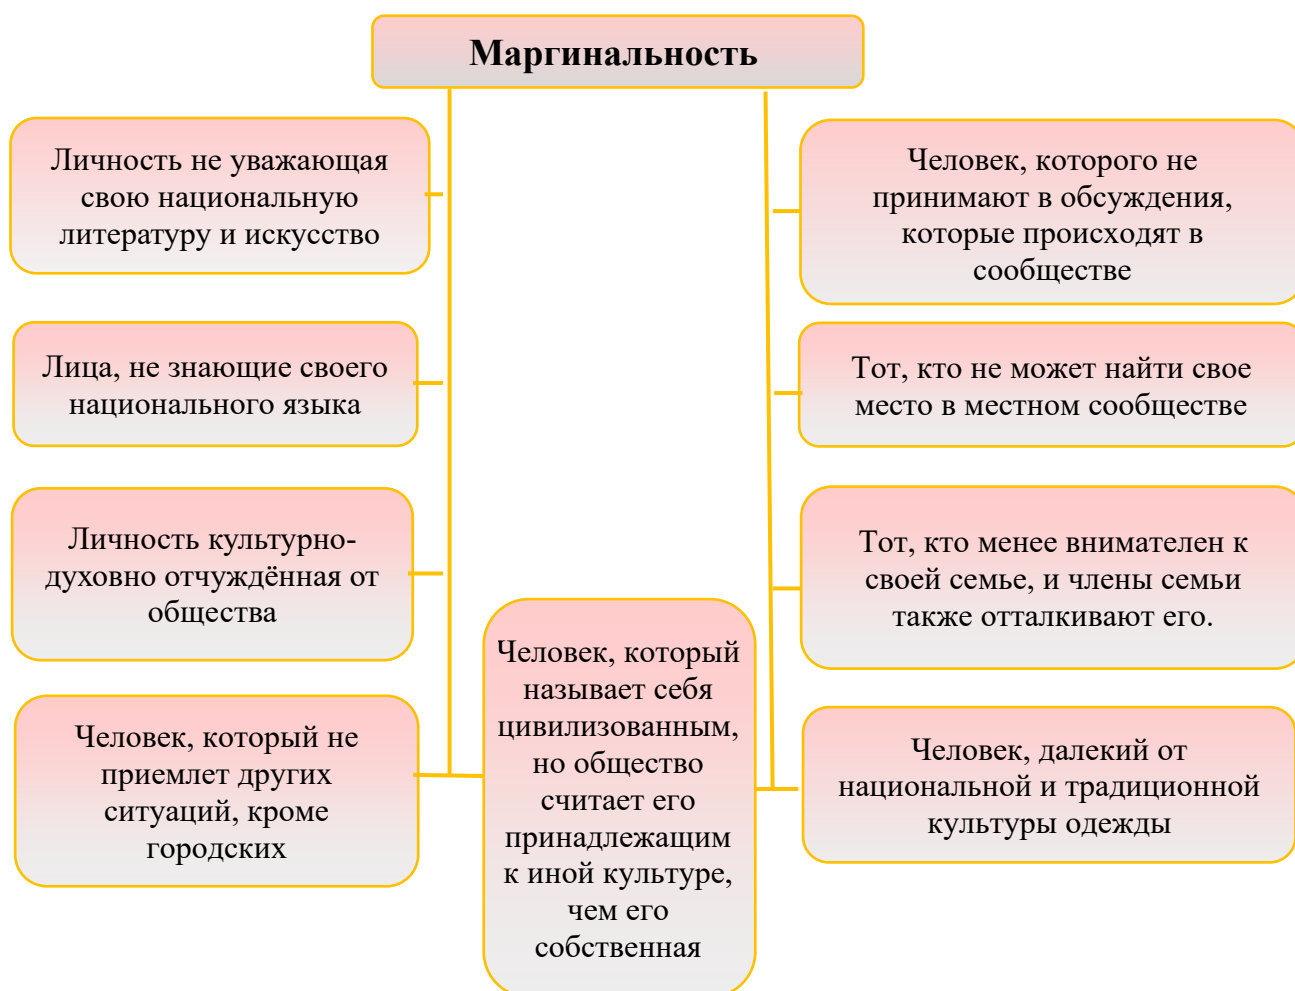 Маргинальность
Личность не уважающая
свою национальную
литературу и искусство
Лица, не знающие своего
национального языка
Личность культурно-
духовно отчуждённая от
общества
Человек, который не
приемлет других
ситуаций, кроме
городских
Человек, который
называет себя
цивилизованным,
но общество
считает его
принадлежащим
к иной культуре,
чем его
собственная
Человек, которого не
принимают в обсуждения,
которые происходят в
сообществе
Тот, кто не может найти свое
место в местном сообществе
Тот, кто менее внимателен к
своей семье, и члены семьи
также отталкивают его.
Человек, далекий от
национальной и традиционной
культуры одежды